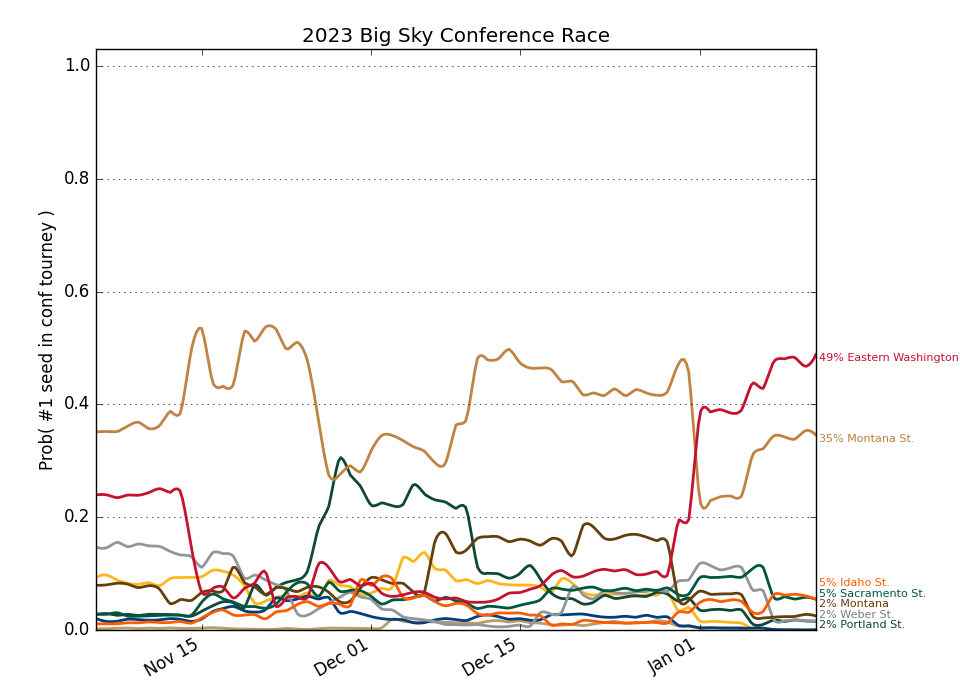 2023 Big Sky Conference Race
Prob( #1 seed in conf tourney )
1.0
0.8
0.6
0.4
0.2
0.0
Nov 15
Dec 01
Dec 15
Jan 01
49% Eastern Washington
35% Montana St.
5% Idaho St.
5% Sacramento St.
2% Montana
2% Weber St.
2% Portland St.